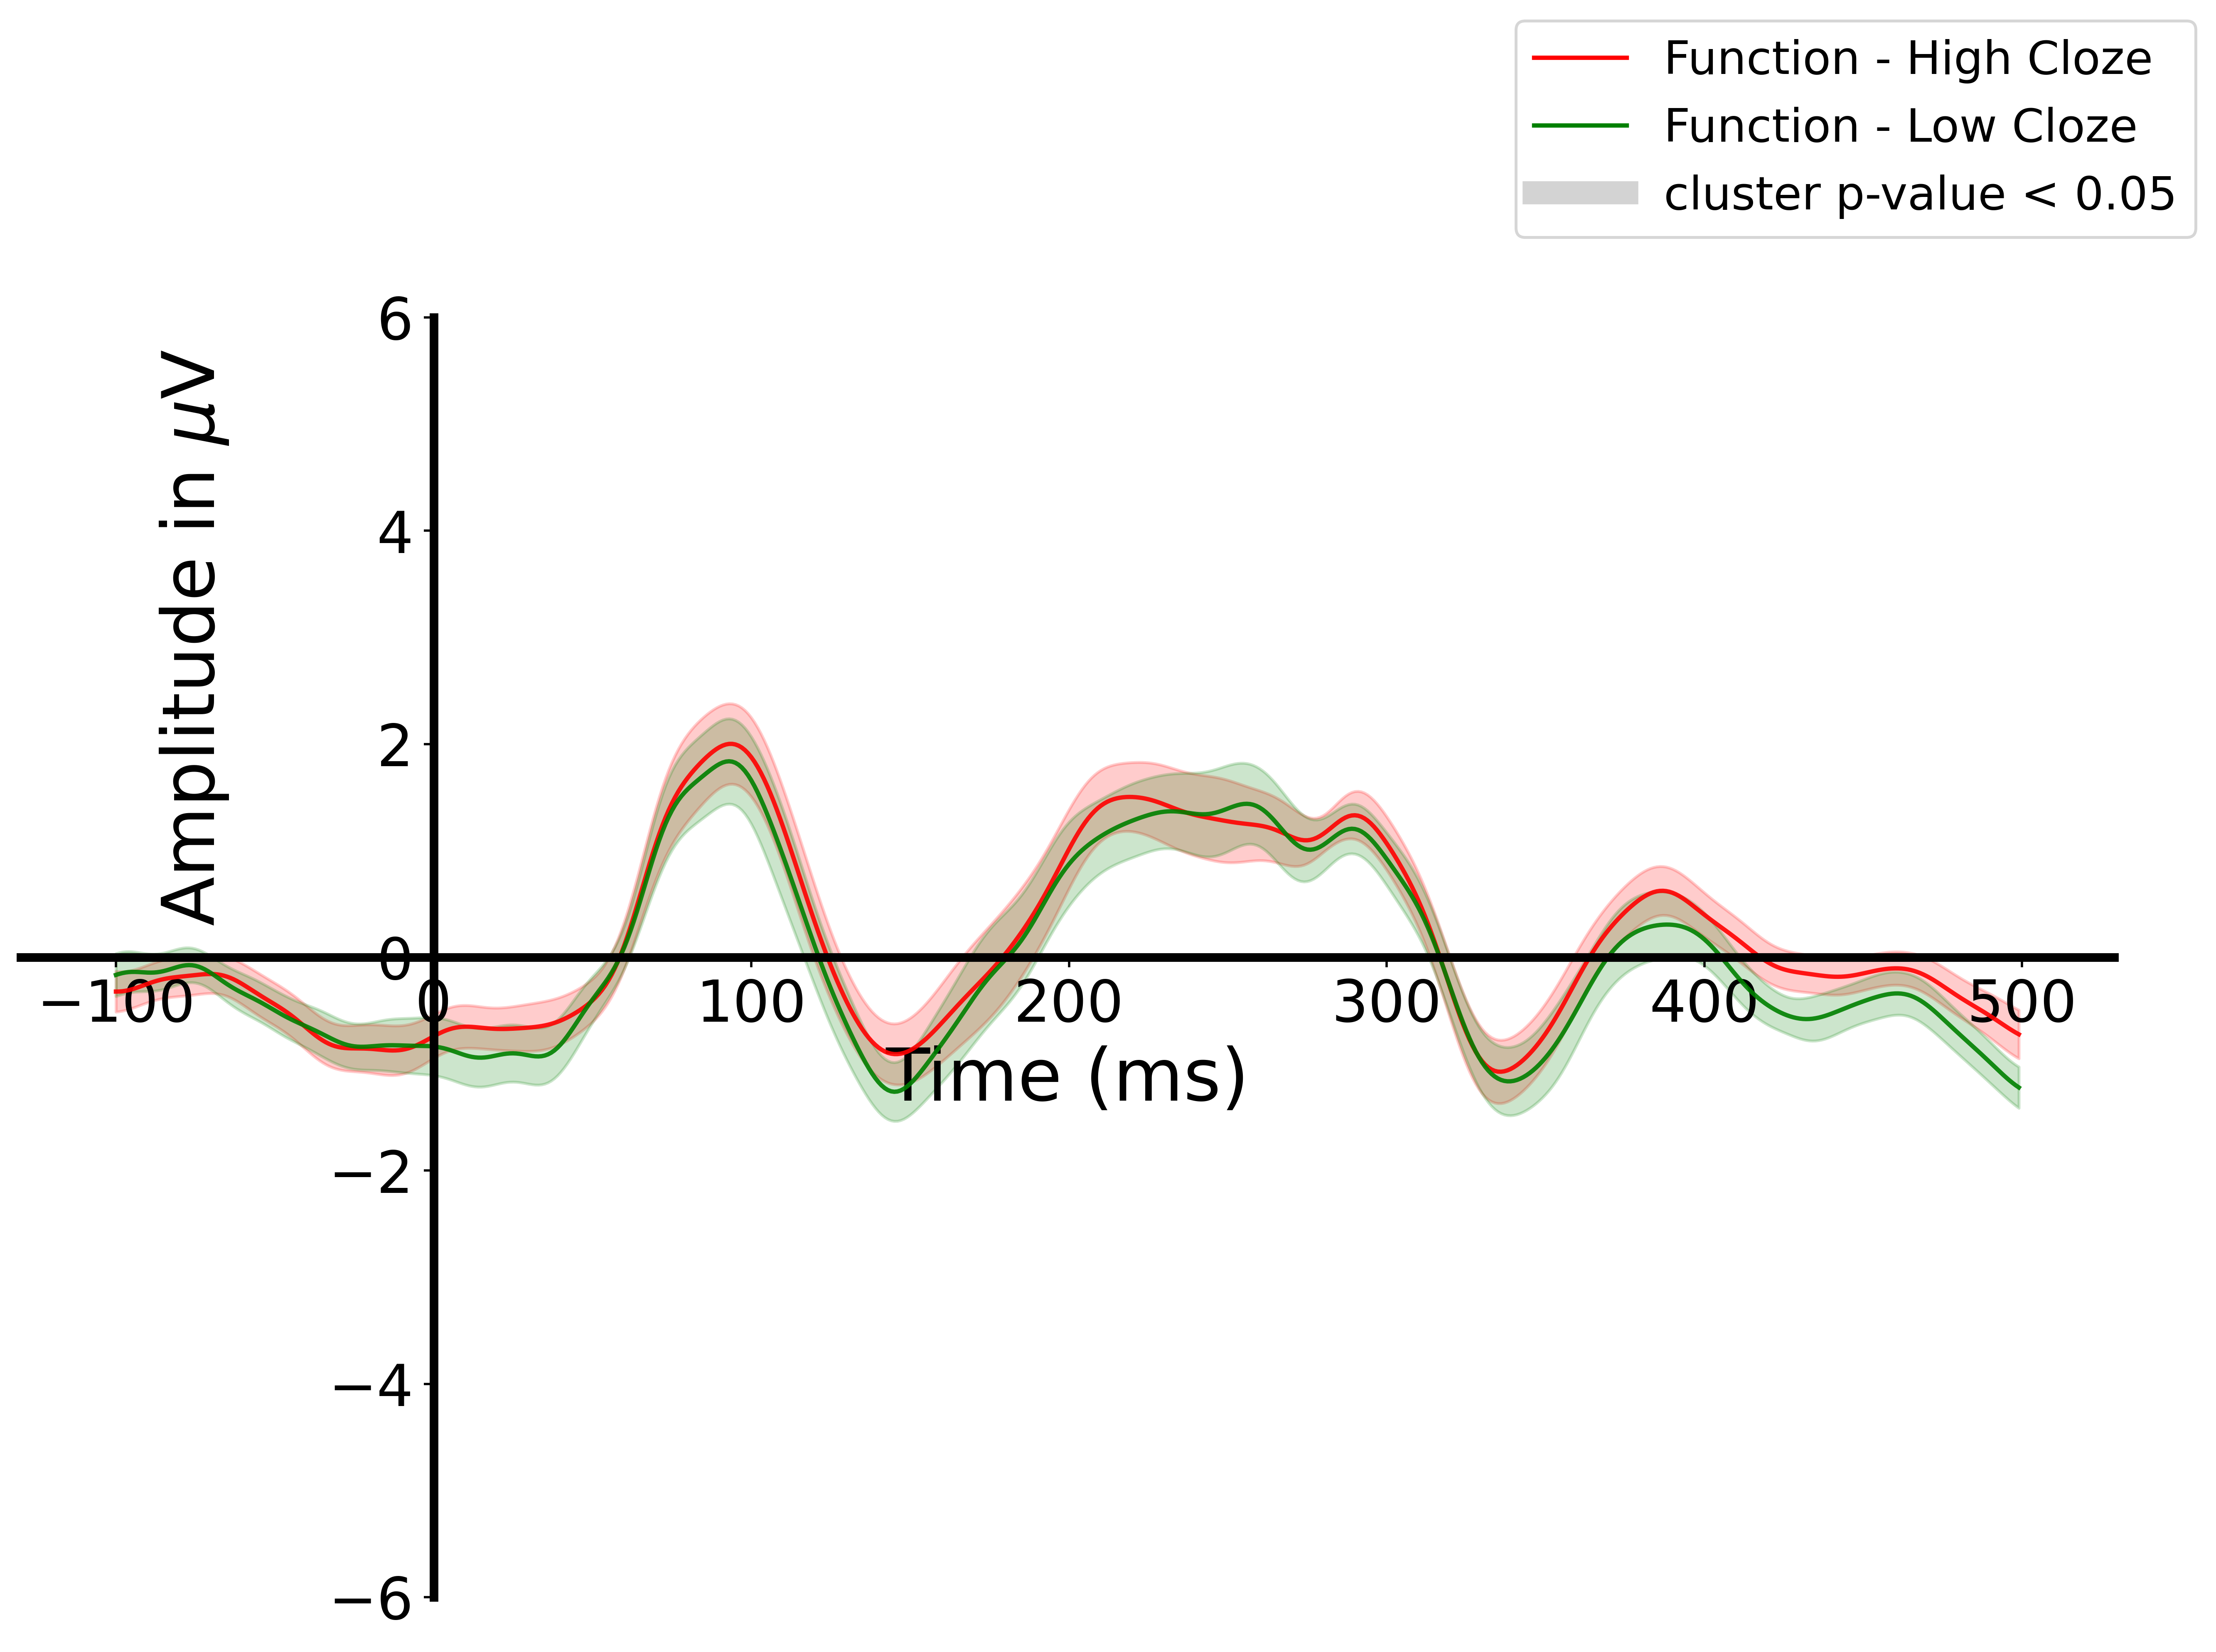 Function - High Cloze
Function - Low Cloze
cluster p-value < 0.05
Amplitude in µV
6
4
2
0
−2
−4
−6
−100
0
100
200
300
400
500
Time (ms)